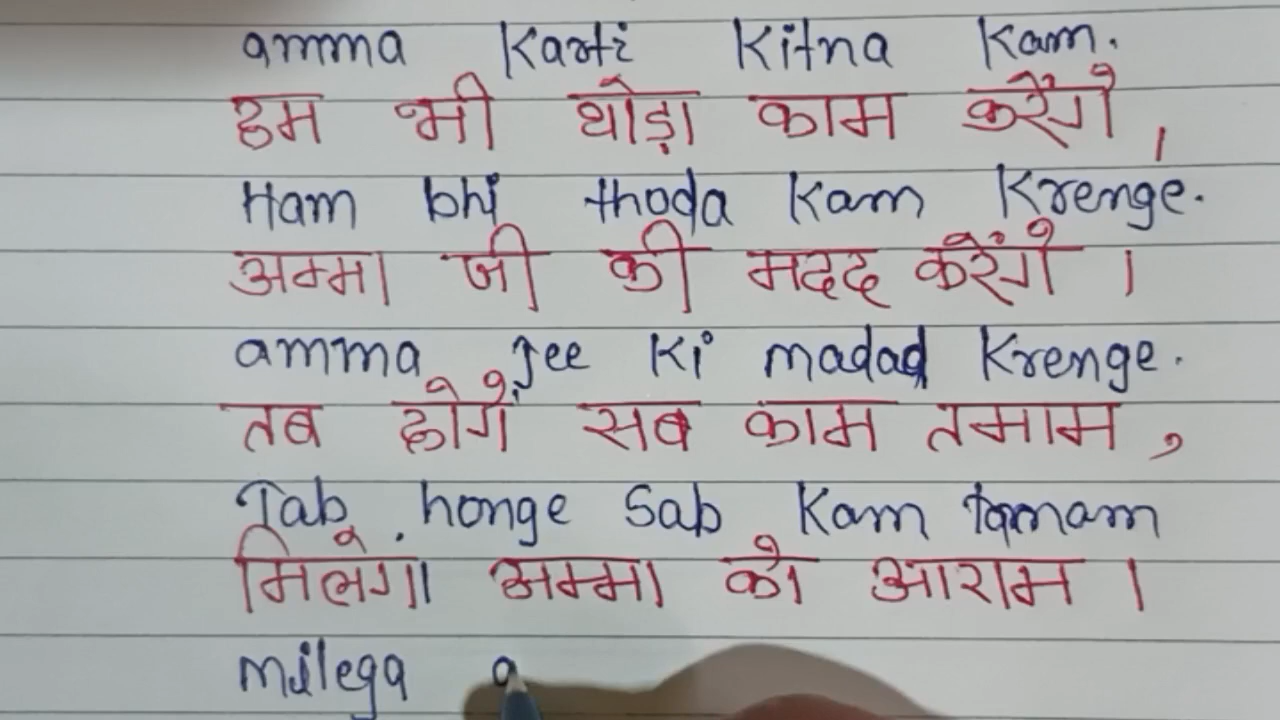 amma Karti Kitna Kam.
हम भी थोड़ा काम करेंगे,
Ham bhi thoda Kam Krenge.
अम्मा जी की मदद करेंगे।
amma Jee Ki madad Krenge.
तब होगें सब काम तमाम,
Tab honge Sab Kam tamam
मिलेगा अम्मा को आराम।
milega a